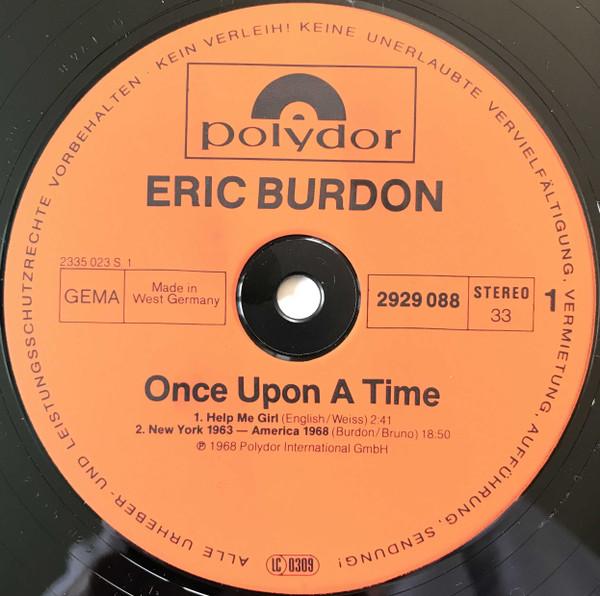 ALLE URHEBER- UND LEISTUNGSSCHUTZRECHTE VORBEHALTEN · KEIN VERLEIH! KEINE UNERLAUBTE VERVIELFÄLTIGUNG, VERMIETUNG, AUFFÜHRUNG, SENDUNG!
polydor
ERIC BURDON
2335 023 S 1
GEMA
Made in
West Germany
2929 088
STEREO
33
1
Once Upon A Time
1. Help Me Girl (English/Weiss) 2:41
2. New York 1963 — America 1968 (Burdon/Bruno) 18:50
℗ 1968 Polydor International GmbH
LC 0309